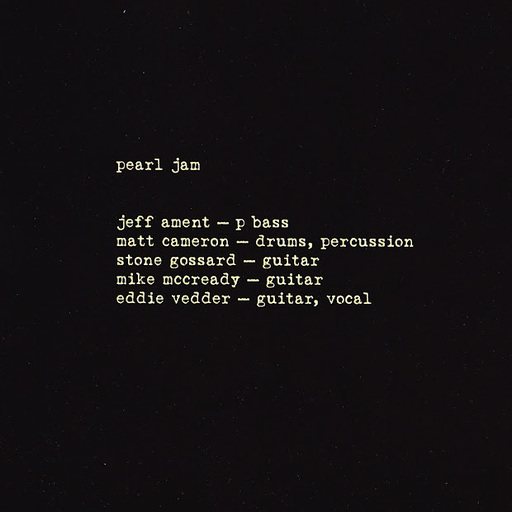 pearl jam
jeff ament — p bass
matt cameron — drums, percussion
stone gossard — guitar
mike mccready — guitar
eddie vedder — guitar, vocal